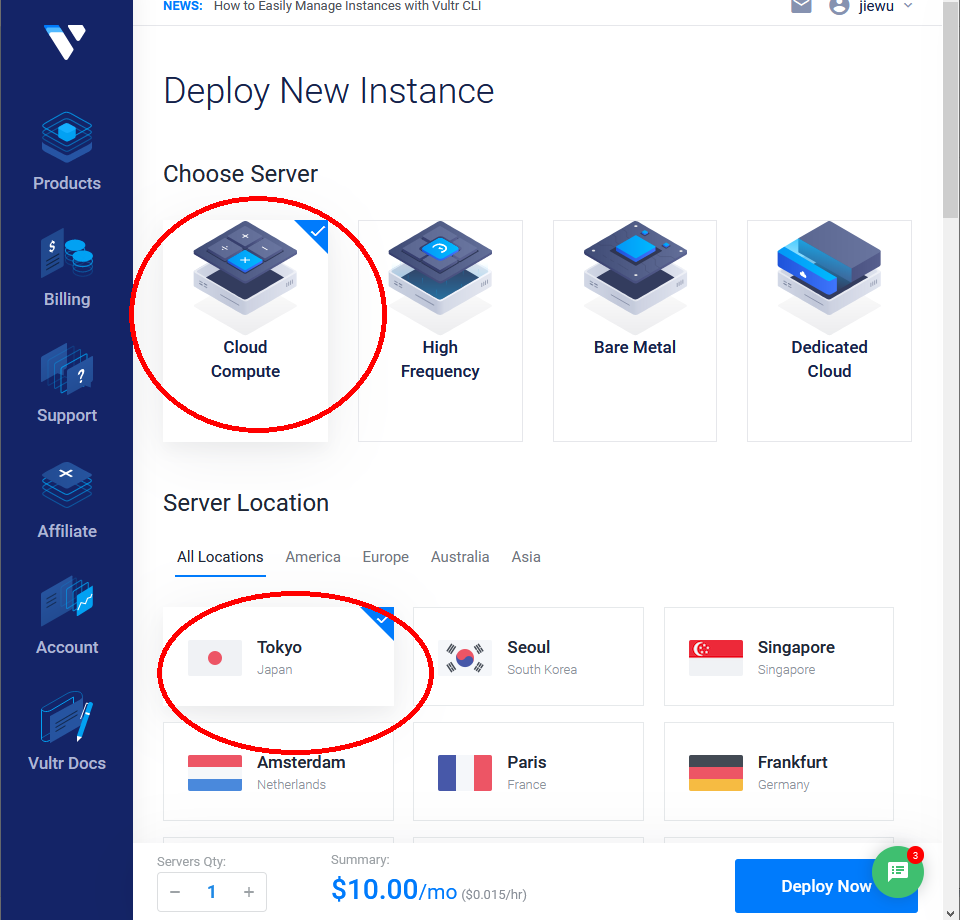 NEWS: How to Easily Manage Instances with Vultr CLI
jiewu
Products
Billing
Support
Affiliate
Account
Vultr Docs
Deploy New Instance
Choose Server
Cloud
Compute
High
Frequency
Bare Metal
Dedicated
Cloud
Server Location
All Locations America Europe Australia Asia
Tokyo
Japan
Seoul
South Korea
Singapore
Singapore
Amsterdam
Netherlands
Paris
France
Frankfurt
Germany
Servers Qty:
− 1 +
Summary:
$10.00/mo ($0.015/hr)
Deploy Now
3